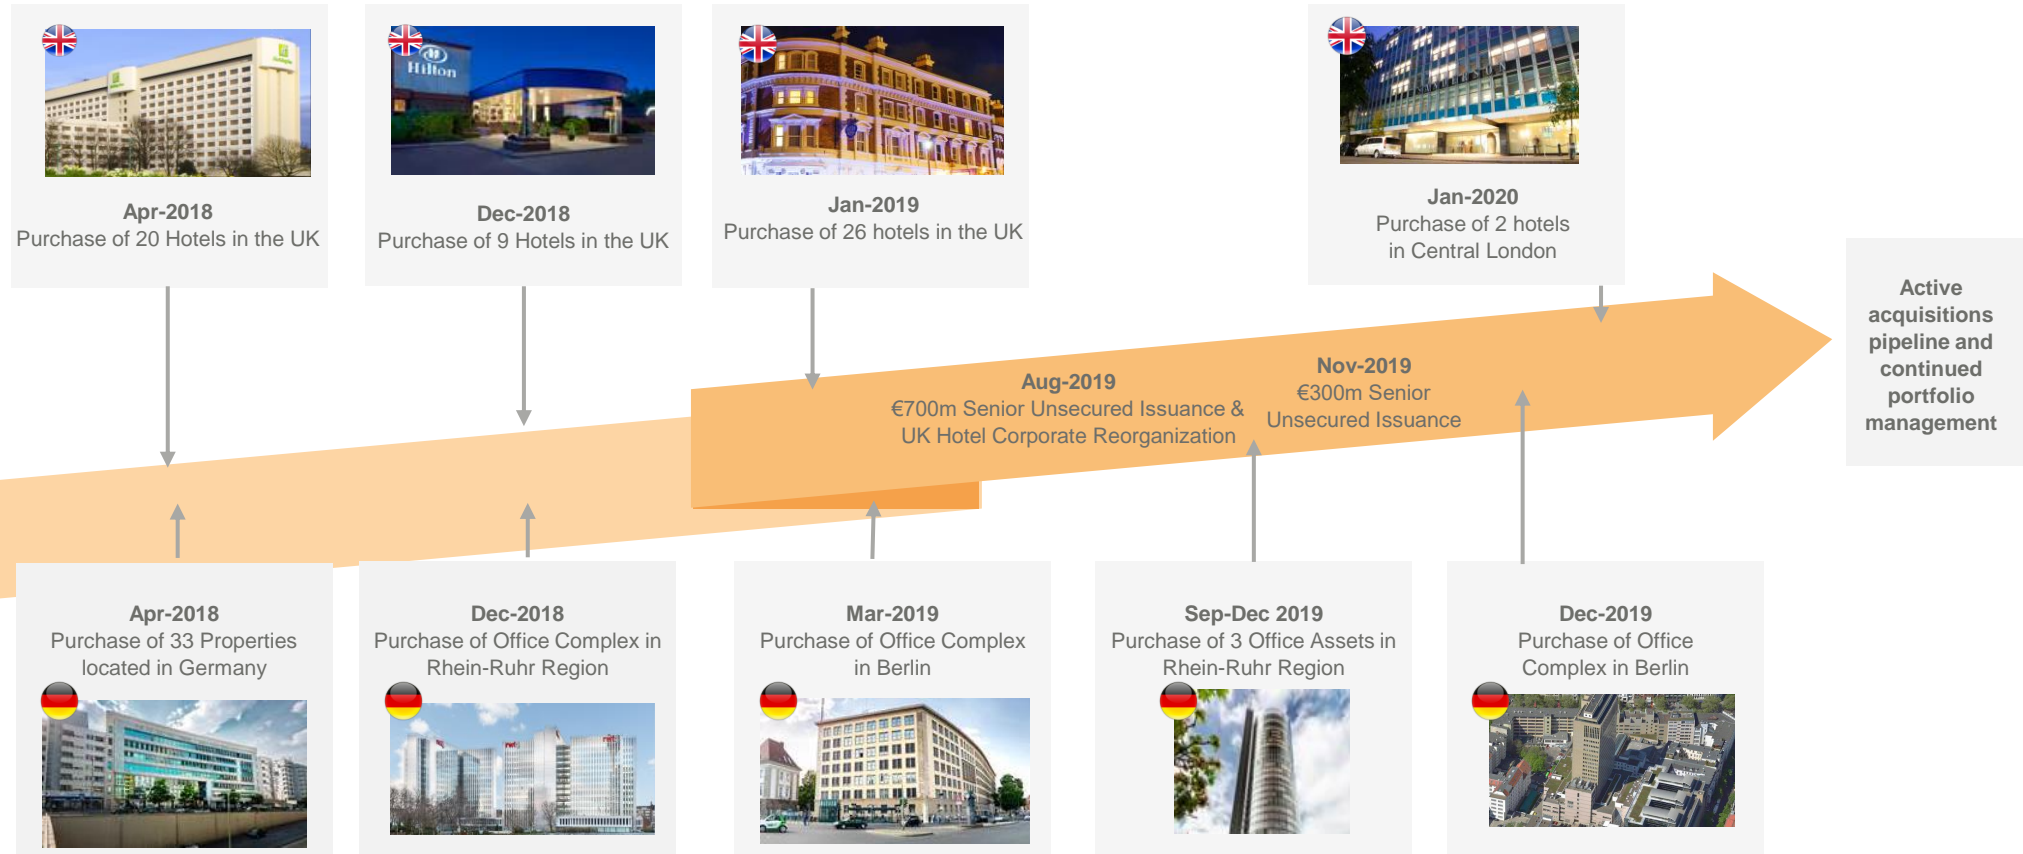 Hilton
Apr-2018
Purchase of 20 Hotels in the UK
Dec-2018
Purchase of 9 Hotels in the UK
Jan-2019
Purchase of 26 hotels in the UK
Jan-2020
Purchase of 2 hotels
in Central London
Active
acquisitions
pipeline and
continued
portfolio
management
Aug-2019
€700m Senior Unsecured Issuance &
UK Hotel Corporate Reorganization
Nov-2019
€300m Senior
Unsecured Issuance
Apr-2018
Purchase of 33 Properties
located in Germany
Dec-2018
Purchase of Office Complex in
Rhein-Ruhr Region
Mar-2019
Purchase of Office Complex
in Berlin
Sep-Dec 2019
Purchase of 3 Office Assets in
Rhein-Ruhr Region
Dec-2019
Purchase of Office
Complex in Berlin